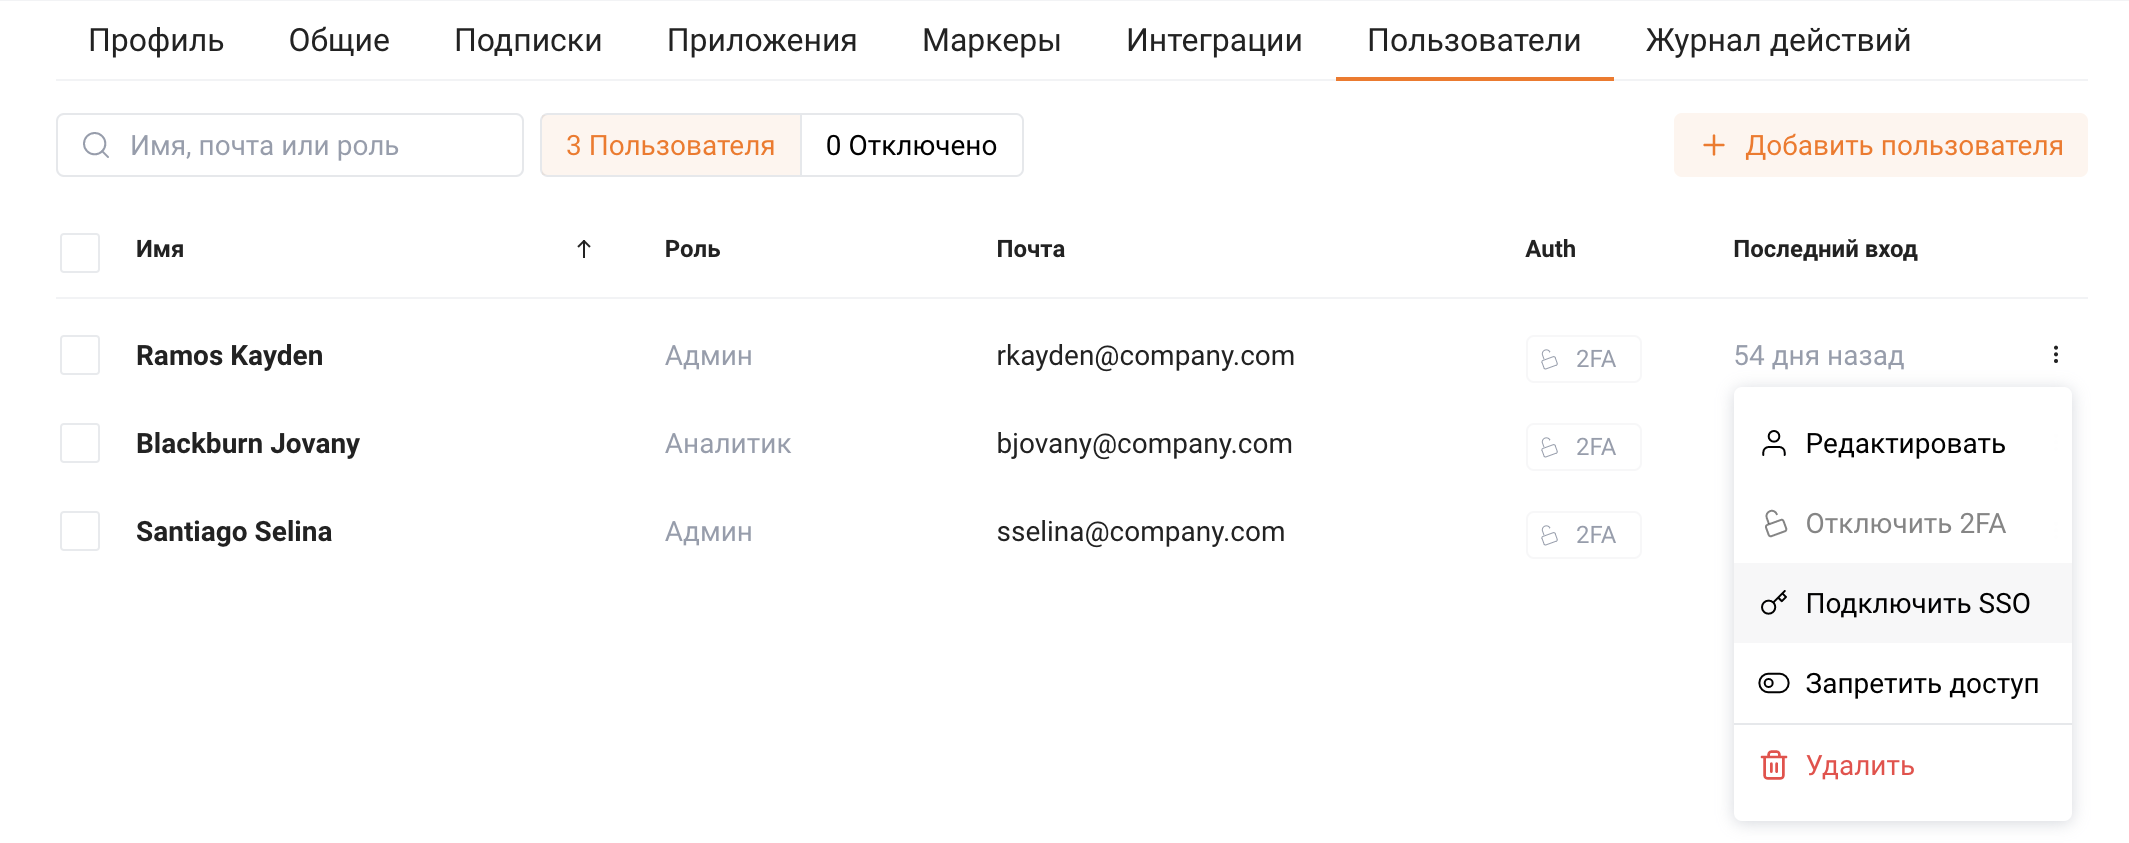 Профиль Общие Подписки Приложения Маркеры Интеграции Пользователи Журнал действий
Имя, почта или роль 3 Пользователя 0 Отключено + Добавить пользователя
Имя ↑ Роль Почта Auth Последний вход
Ramos Kayden Админ rkayden@company.com 2FA 54 дня назад
Blackburn Jovany Аналитик bjovany@company.com 2FA
Santiago Selina Админ sselina@company.com 2FA
Редактировать
Отключить 2FA
Подключить SSO
Запретить доступ
Удалить